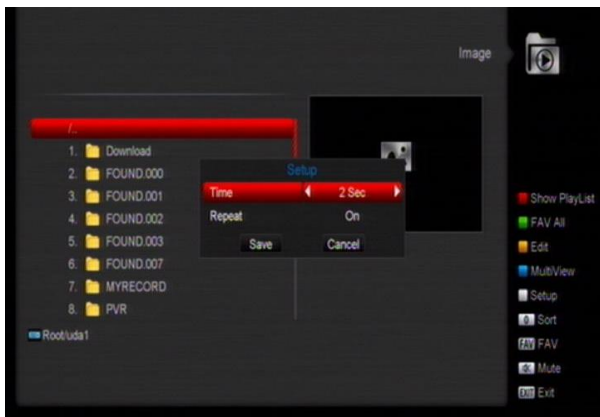 Image
/..
1. Download
2. FOUND.000
3. FOUND.001
4. FOUND.002
5. FOUND.003
6. FOUND.007
7. MYRECORD
8. PVR
Root/uda1
Setup
Time 2 Sec
Repeat On
Save Cancel
Show PlayList
FAV All
Edit
MultiView
Setup
0 Sort
FAV FAV
Mute
EXIT Exit